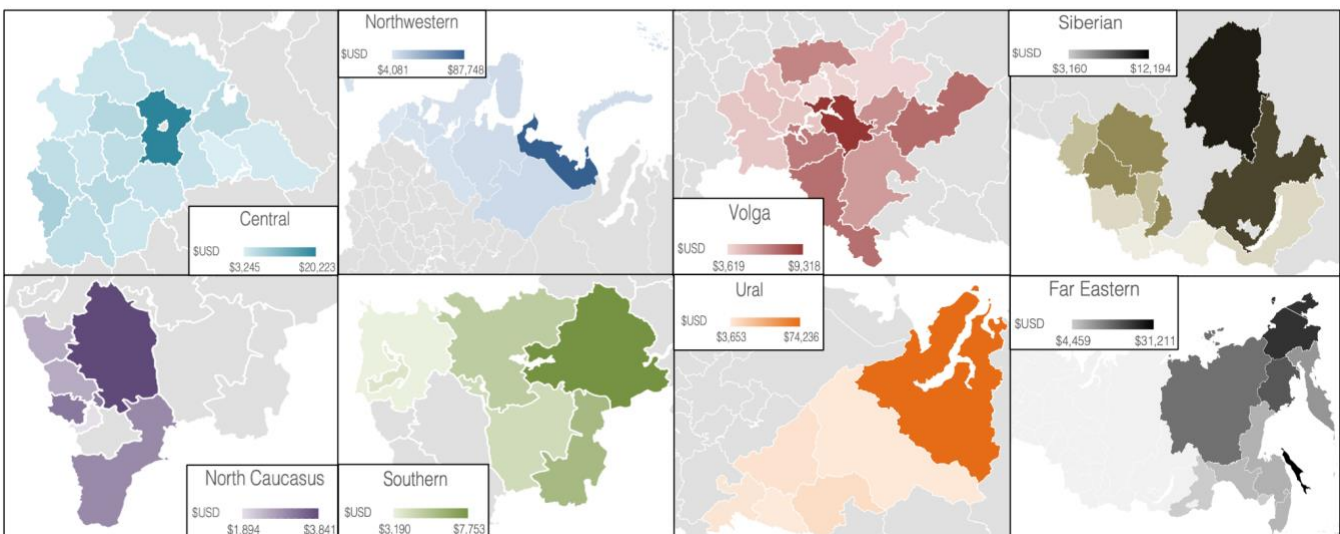 Northwestern
$USD
$4,081 $87,748
Siberian
$USD
$3,160 $12,194
Central
$USD
$3,245 $20,223
Volga
$USD
$3,619 $9,318
Ural
$USD
$3,653 $74,236
Far Eastern
$USD
$4,459 $31,211
North Caucasus
$USD
$1,894 $3,841
Southern
$USD
$3,190 $7,753